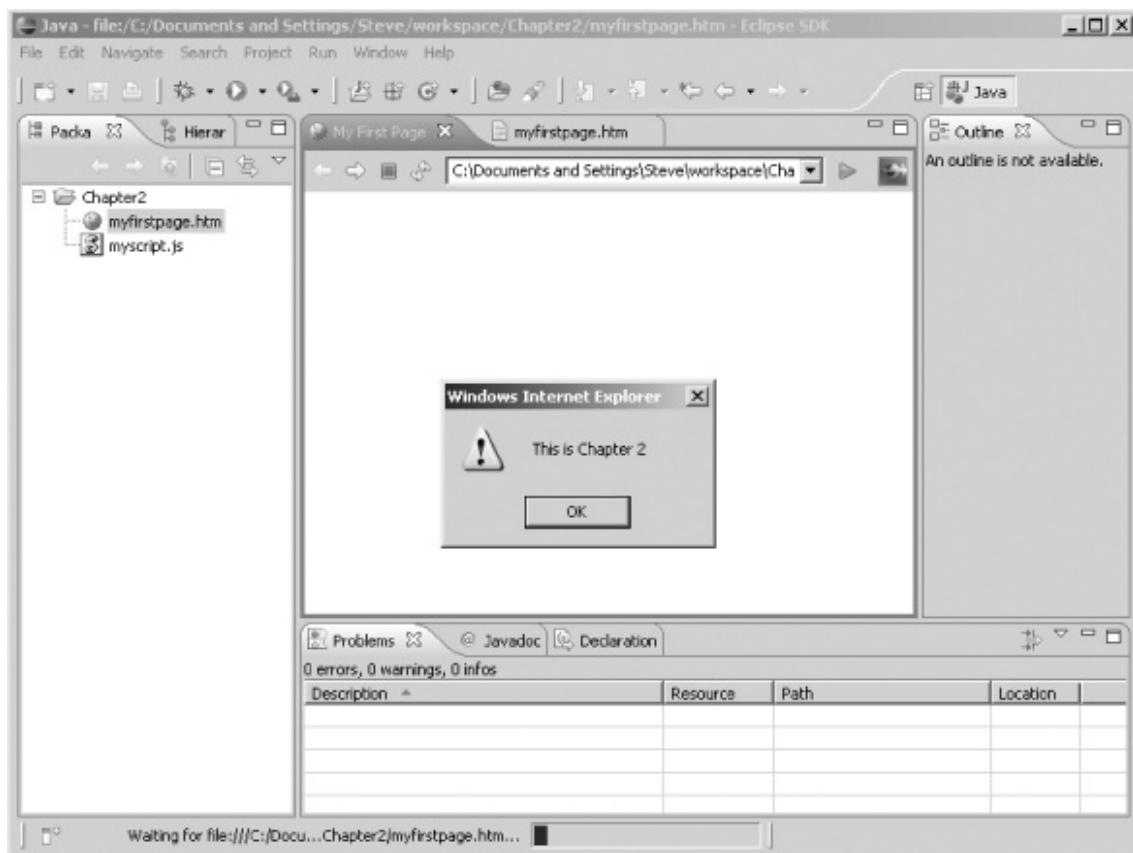 Java - file:/C:/Documents and Settings/Steve/workspace/Chapter2/myfirstpage.htm - Eclipse SDK
File Edit Navigate Search Project Run Window Help
Java
Packa
Hierar
My First Page
myfirstpage.htm
Outline
C:\Documents and Settings\Steve\workspace\Cha
An outline is not available.
Chapter2
myfirstpage.htm
myscript.js
Windows Internet Explorer
This is Chapter 2
OK
Problems @ Javadoc Declaration
0 errors, 0 warnings, 0 infos
Description Resource Path Location
Waiting for file:///C:/Docu...Chapter2/myfirstpage.htm...